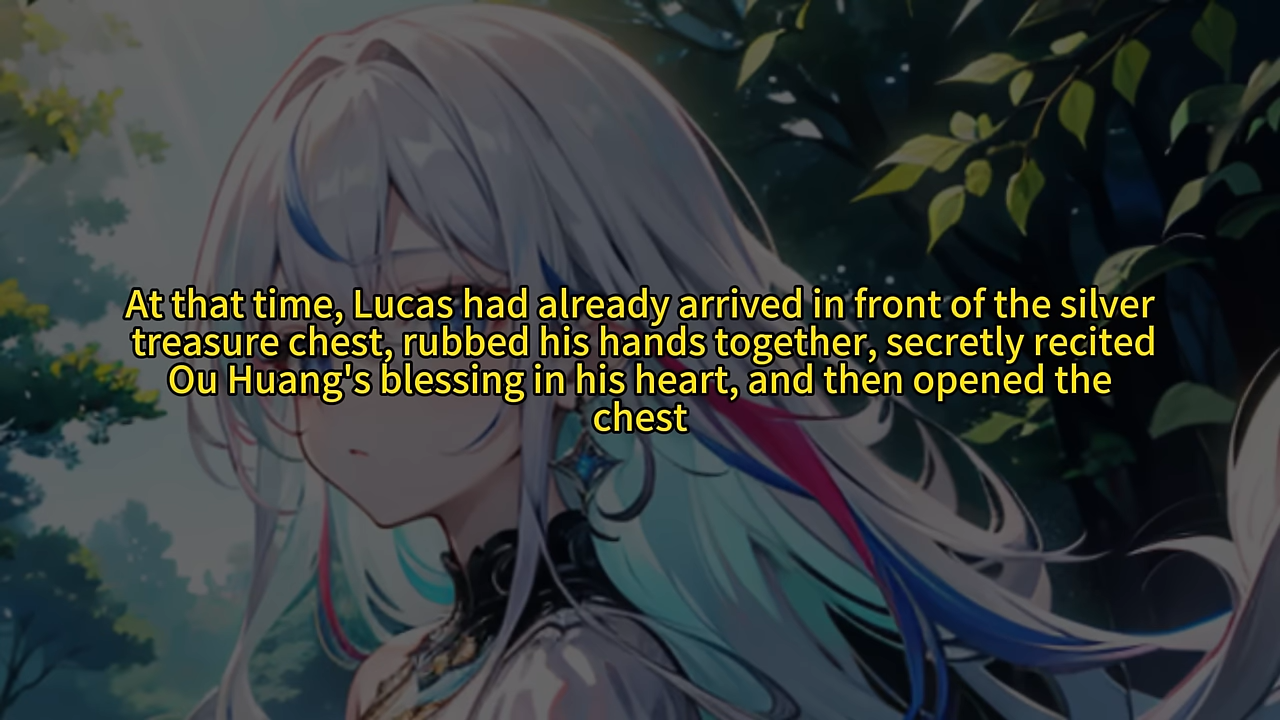 At that time, Lucas had already arrived in front of the silver
treasure chest, rubbed his hands together, secretly recited
Ou Huang's blessing in his heart, and then opened the
chest